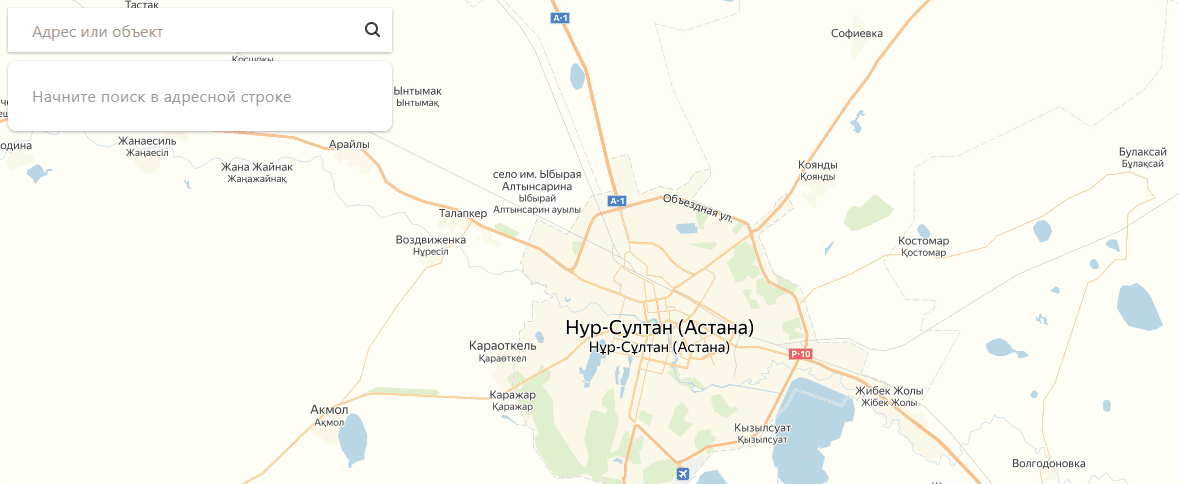 Тастак
А-1
Адрес или объект
Софиевка
Косшокы
Начните поиск в адресной строке
Ынтымак
Ынтымақ
Жанаесиль
Жаңаесіл
Арайлы
одина
Булаксай
Бұлақсай
Жана Жайнак
Жаңажайнақ
Коянды
Қоянды
село им. Ыбырая
Алтынсарина
Ыбырай
Алтынсарин ауылы
А-1
Объездная ул.
Талапкер
Воздвиженка
Нұресіл
Костомар
Қостомар
Нур-Султан (Астана)
Нұр-Сұлтан (Астана)
Караоткель
Қараөткел
Р-10
Каражар
Қаражар
Жибек Жолы
Жібек Жолы
Акмол
Ақмол
Кызылсуат
Қызылсуат
Волгодоновка